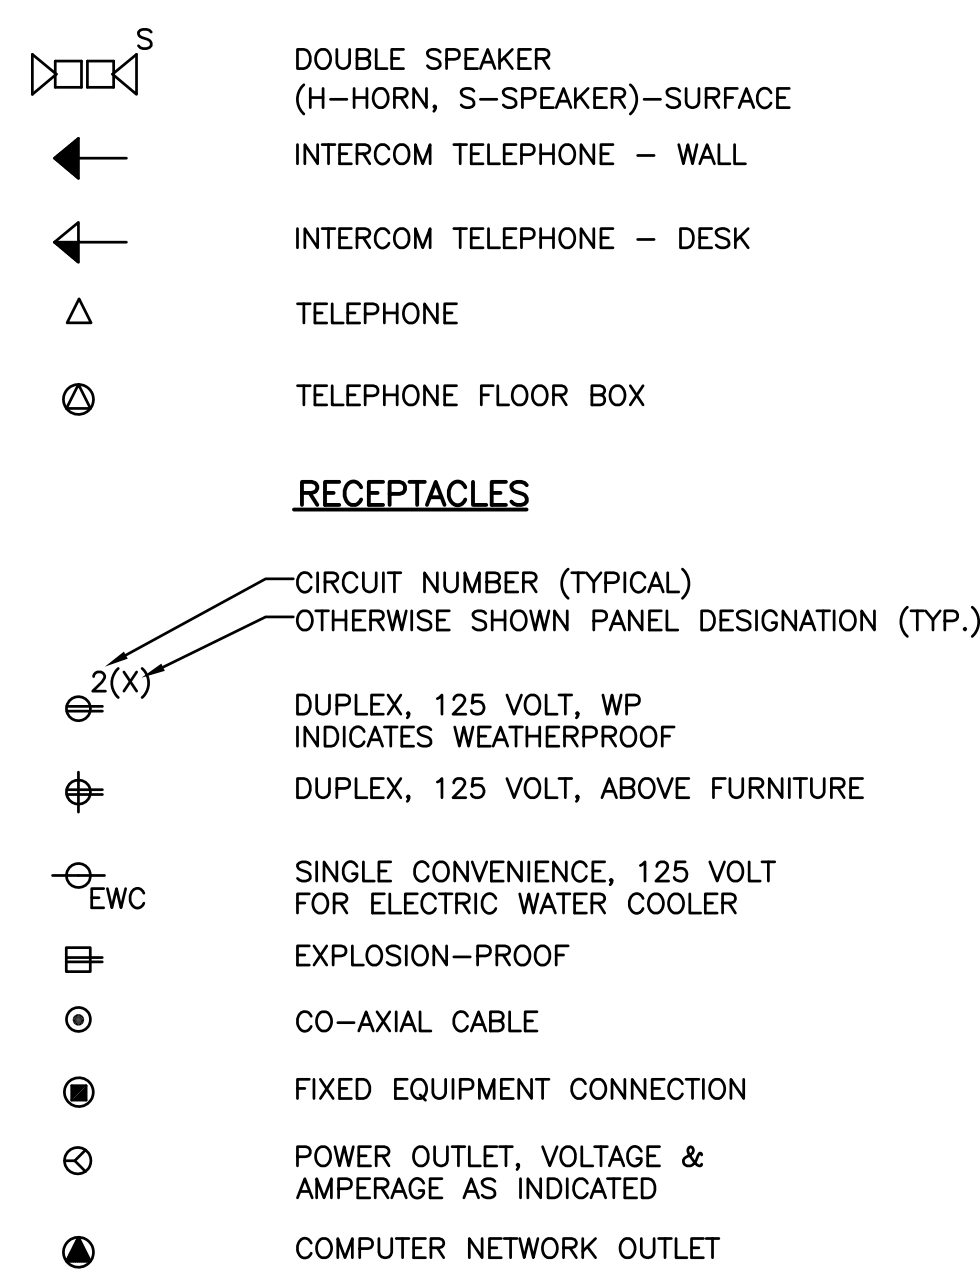 S
DOUBLE SPEAKER
(H-HORN, S-SPEAKER)-SURFACE
INTERCOM TELEPHONE - WALL
INTERCOM TELEPHONE - DESK
TELEPHONE
TELEPHONE FLOOR BOX
RECEPTACLES
CIRCUIT NUMBER (TYPICAL)
OTHERWISE SHOWN PANEL DESIGNATION (TYP.)
2(X)
DUPLEX, 125 VOLT, WP
INDICATES WEATHERPROOF
DUPLEX, 125 VOLT, ABOVE FURNITURE
SINGLE CONVENIENCE, 125 VOLT
EWC
FOR ELECTRIC WATER COOLER
EXPLOSION-PROOF
CO-AXIAL CABLE
FIXED EQUIPMENT CONNECTION
POWER OUTLET, VOLTAGE &
AMPERAGE AS INDICATED
COMPUTER NETWORK OUTLET